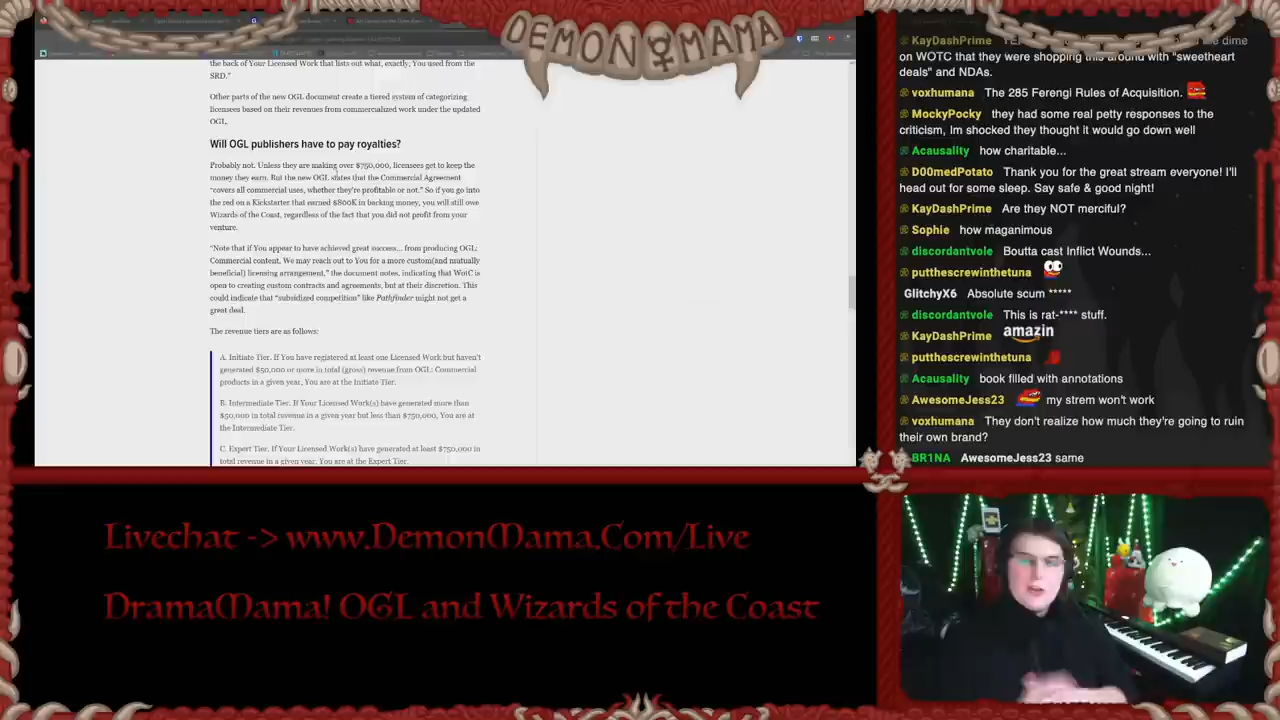 DEMON MAMA
the back of Your Licensed Work that lists out what, exactly, You used from the
SRD."
Other parts of the new OGL document create a tiered system of categorizing
licensees based on their revenues from commercialized work under the updated
OGL.
Will OGL publishers have to pay royalties?
Probably not. Unless they are making over $750,000, licensees get to keep the
money they earn. But the new OGL states that the Commercial Agreement
"covers all commercial uses, whether they're profitable or not." So if you go into
the red on a Kickstarter that earned $800K in backing money, you will still owe
Wizards of the Coast, regardless of the fact that you did not profit from your
venture.
"Note that if You appear to have achieved great success... from producing OGL:
Commercial content, We may reach out to You for a more custom(and mutually
beneficial) licensing arrangement," the document notes, indicating that WotC is
open to creating custom contracts and agreements, but at their discretion. This
could indicate that "subsidized competition" like Pathfinder might not get a
great deal.
The revenue tiers are as follows:
A. Initiate Tier. If You have registered at least one Licensed Work but haven't
generated $50,000 or more in total (gross) revenue from OGL: Commercial
products in a given year, You are at the Initiate Tier.
B. Intermediate Tier. If Your Licensed Work(s) have generated more than
$50,000 in total revenue in a given year but less than $750,000, You are at
the Intermediate Tier.
C. Expert Tier. If Your Licensed Work(s) have generated at least $750,000 in
total revenue in a given year, You are at the Expert Tier.
KayDashPrime dime
on WOTC that they were shopping this around with "sweetheart
deals" and NDAs.
voxhumana The 285 Ferengi Rules of Acquisition.
MockyPocky they had some real petty responses to the
criticism, Im shocked they thought it would go down well
Acausality how charitable...
D00medPotato Thanks for the great stream everyone! I'll
head out for some sleep. Say safe & good night!
KayDashPrime Are they NOT merciful?
Sophie how maganimous
discordantvole Boutta cast Inflict Wounds...
putthescrewinthetuna
GlitchyX6 Absolute scum *****
discordantvole This is rat-**** stuff.
KayDashPrime amazin
putthescrewinthetuna
Acausality book filled with annotations
AwesomeJess23 my strem won't work
voxhumana They don't realize how much they're going to ruin
their own brand?
BR1NA AwesomeJess23 same
Livechat -> www.DemonMama.Com/Live
DramaMama! OGL and Wizards of the Coast